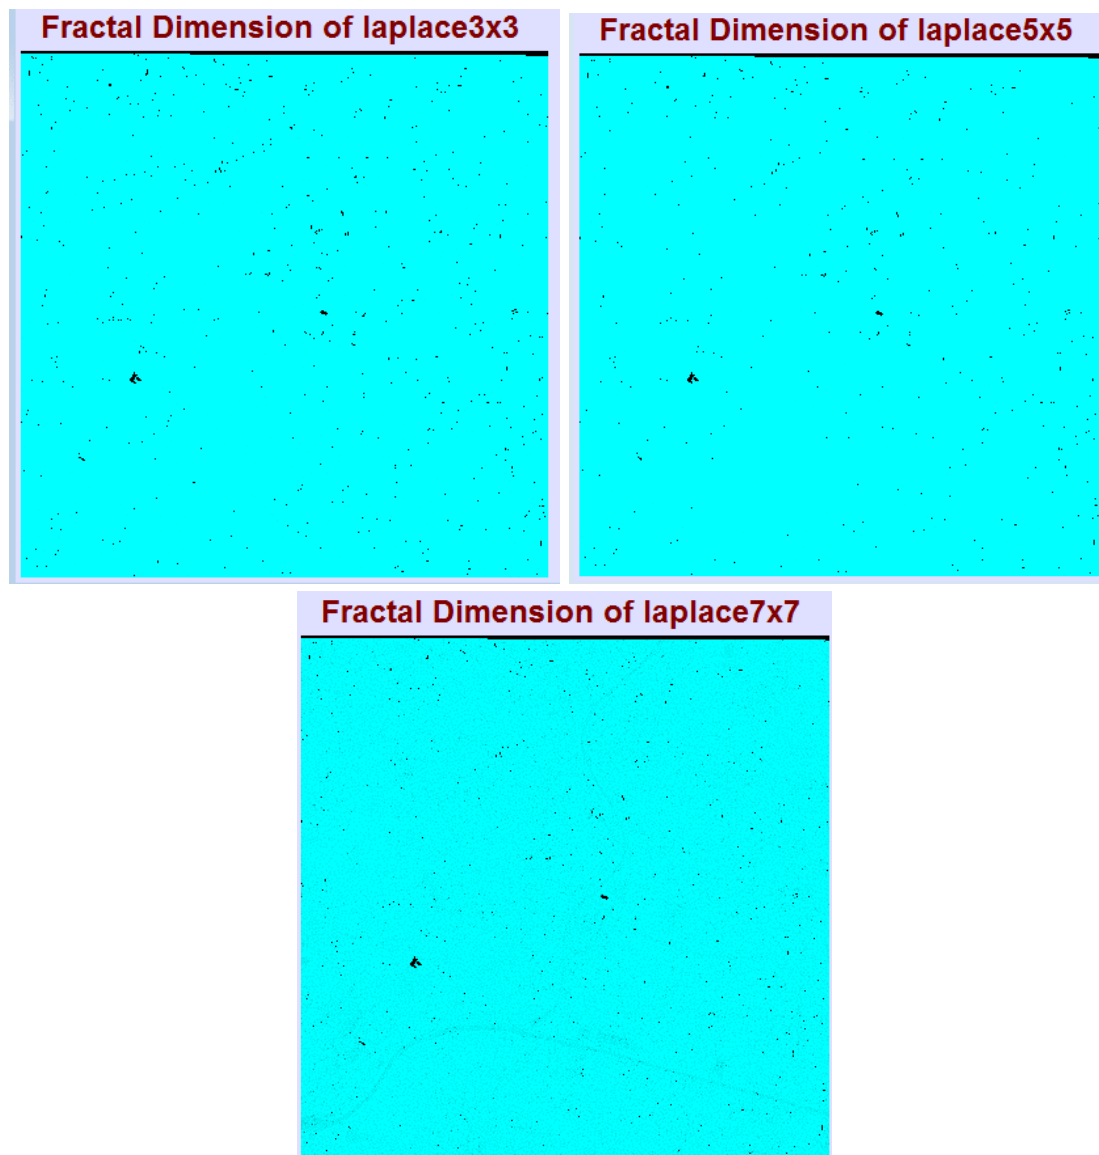 Fractal Dimension of laplace3x3
Fractal Dimension of laplace5x5
Fractal Dimension of laplace7x7